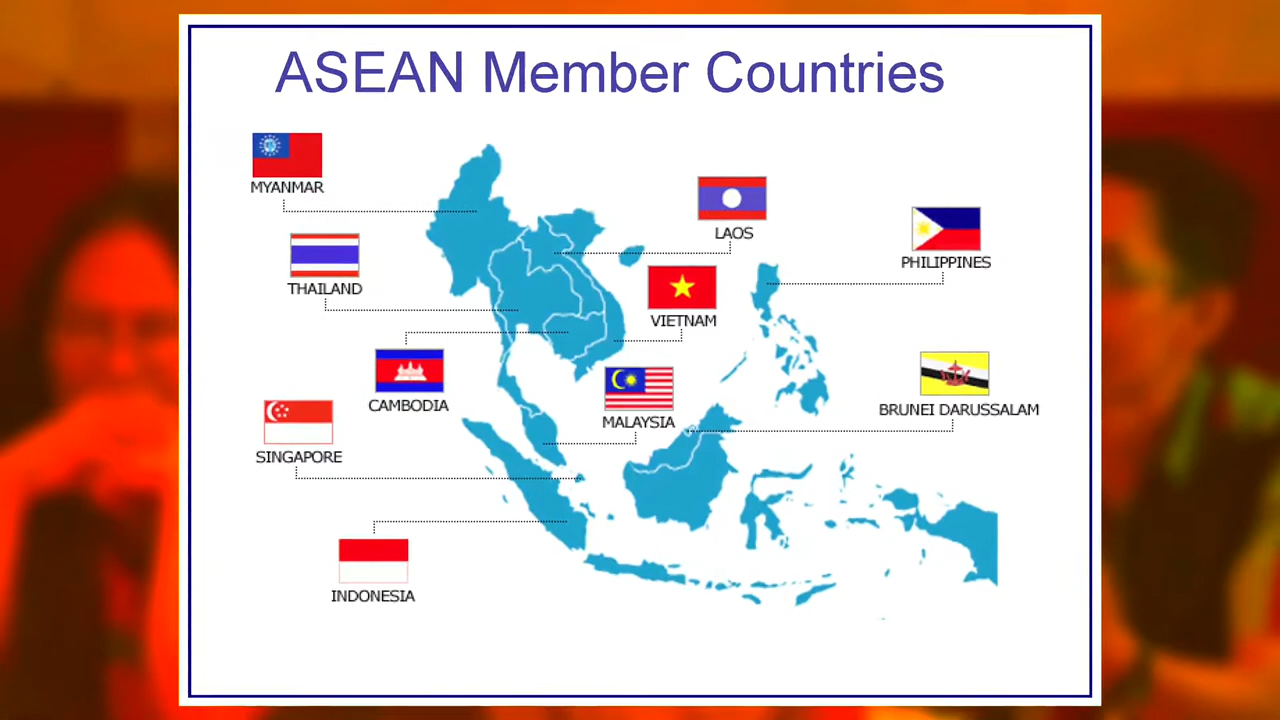 ASEAN Member Countries
MYANMAR
LAOS
PHILIPPINES
THAILAND
VIETNAM
CAMBODIA
MALAYSIA
BRUNEI DARUSSALAM
SINGAPORE
INDONESIA